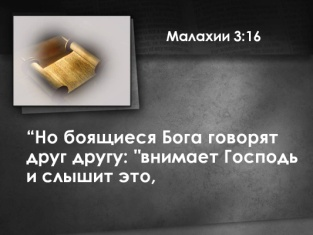 Малахии 3:16
“Но боящиеся Бога говорят
друг другу: "внимает Господь
и слышит это,